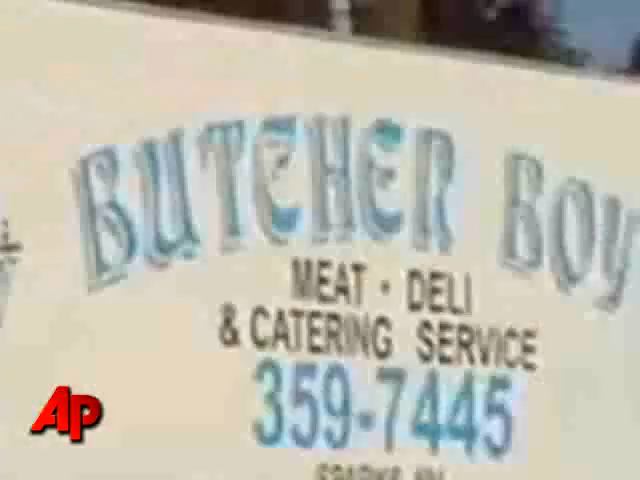 BUTCHER BOY
MEAT · DELI
& CATERING SERVICE
359-7445
AP